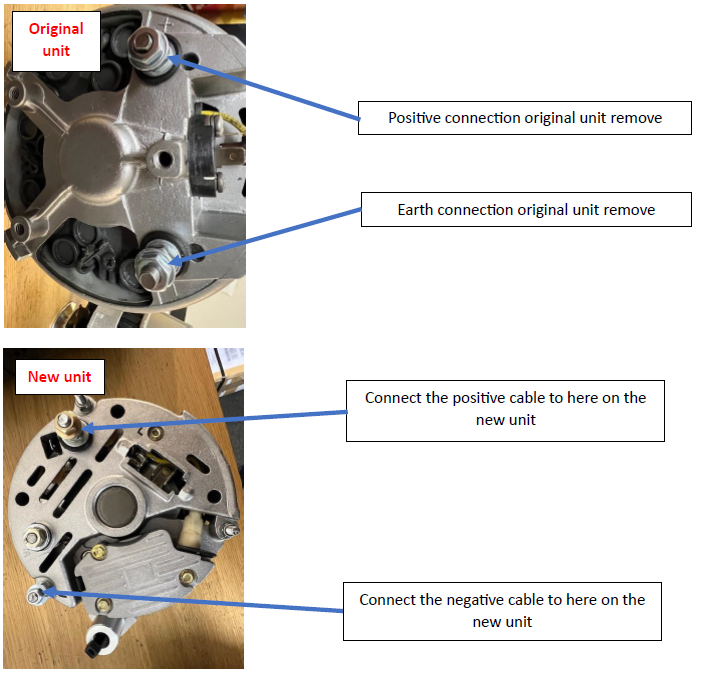 Original
unit
Positive connection original unit remove
Earth connection original unit remove
New unit
Connect the positive cable to here on the
new unit
Connect the negative cable to here on the
new unit